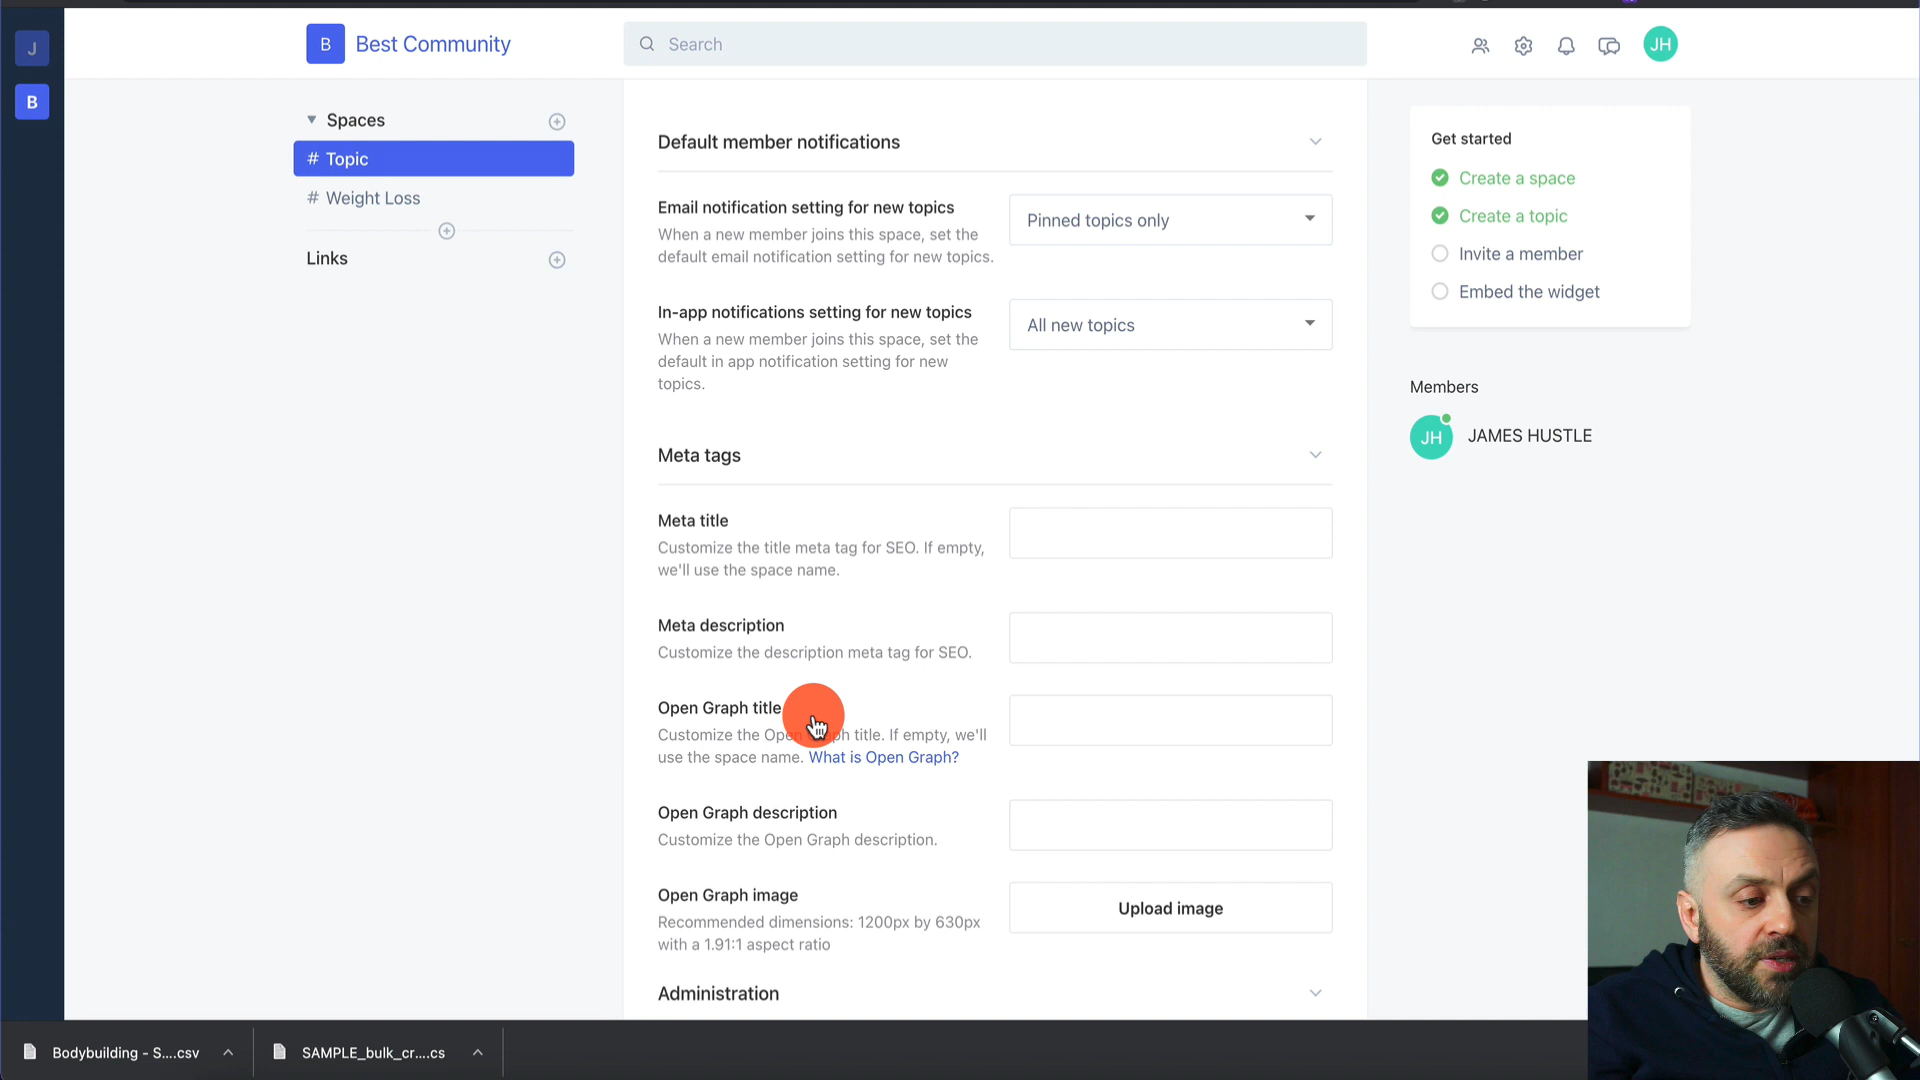 J
B
B Best Community
Search
JH
Spaces
# Topic
# Weight Loss
Links
Default member notifications
Email notification setting for new topics
When a new member joins this space, set the
default email notification setting for new topics.
Pinned topics only
In-app notifications setting for new topics
When a new member joins this space, set the
default in app notification setting for new
topics.
All new topics
Meta tags
Meta title
Customize the title meta tag for SEO. If empty,
we'll use the space name.
Meta description
Customize the description meta tag for SEO.
Open Graph title
Customize the Open Graph title. If empty, we'll
use the space name. What is Open Graph?
Open Graph description
Customize the Open Graph description.
Open Graph image
Recommended dimensions: 1200px by 630px
with a 1.91:1 aspect ratio
Upload image
Administration
Get started
Create a space
Create a topic
Invite a member
Embed the widget
Members
JH JAMES HUSTLE
Bodybuilding - S....csv
SAMPLE_bulk_cr....cs